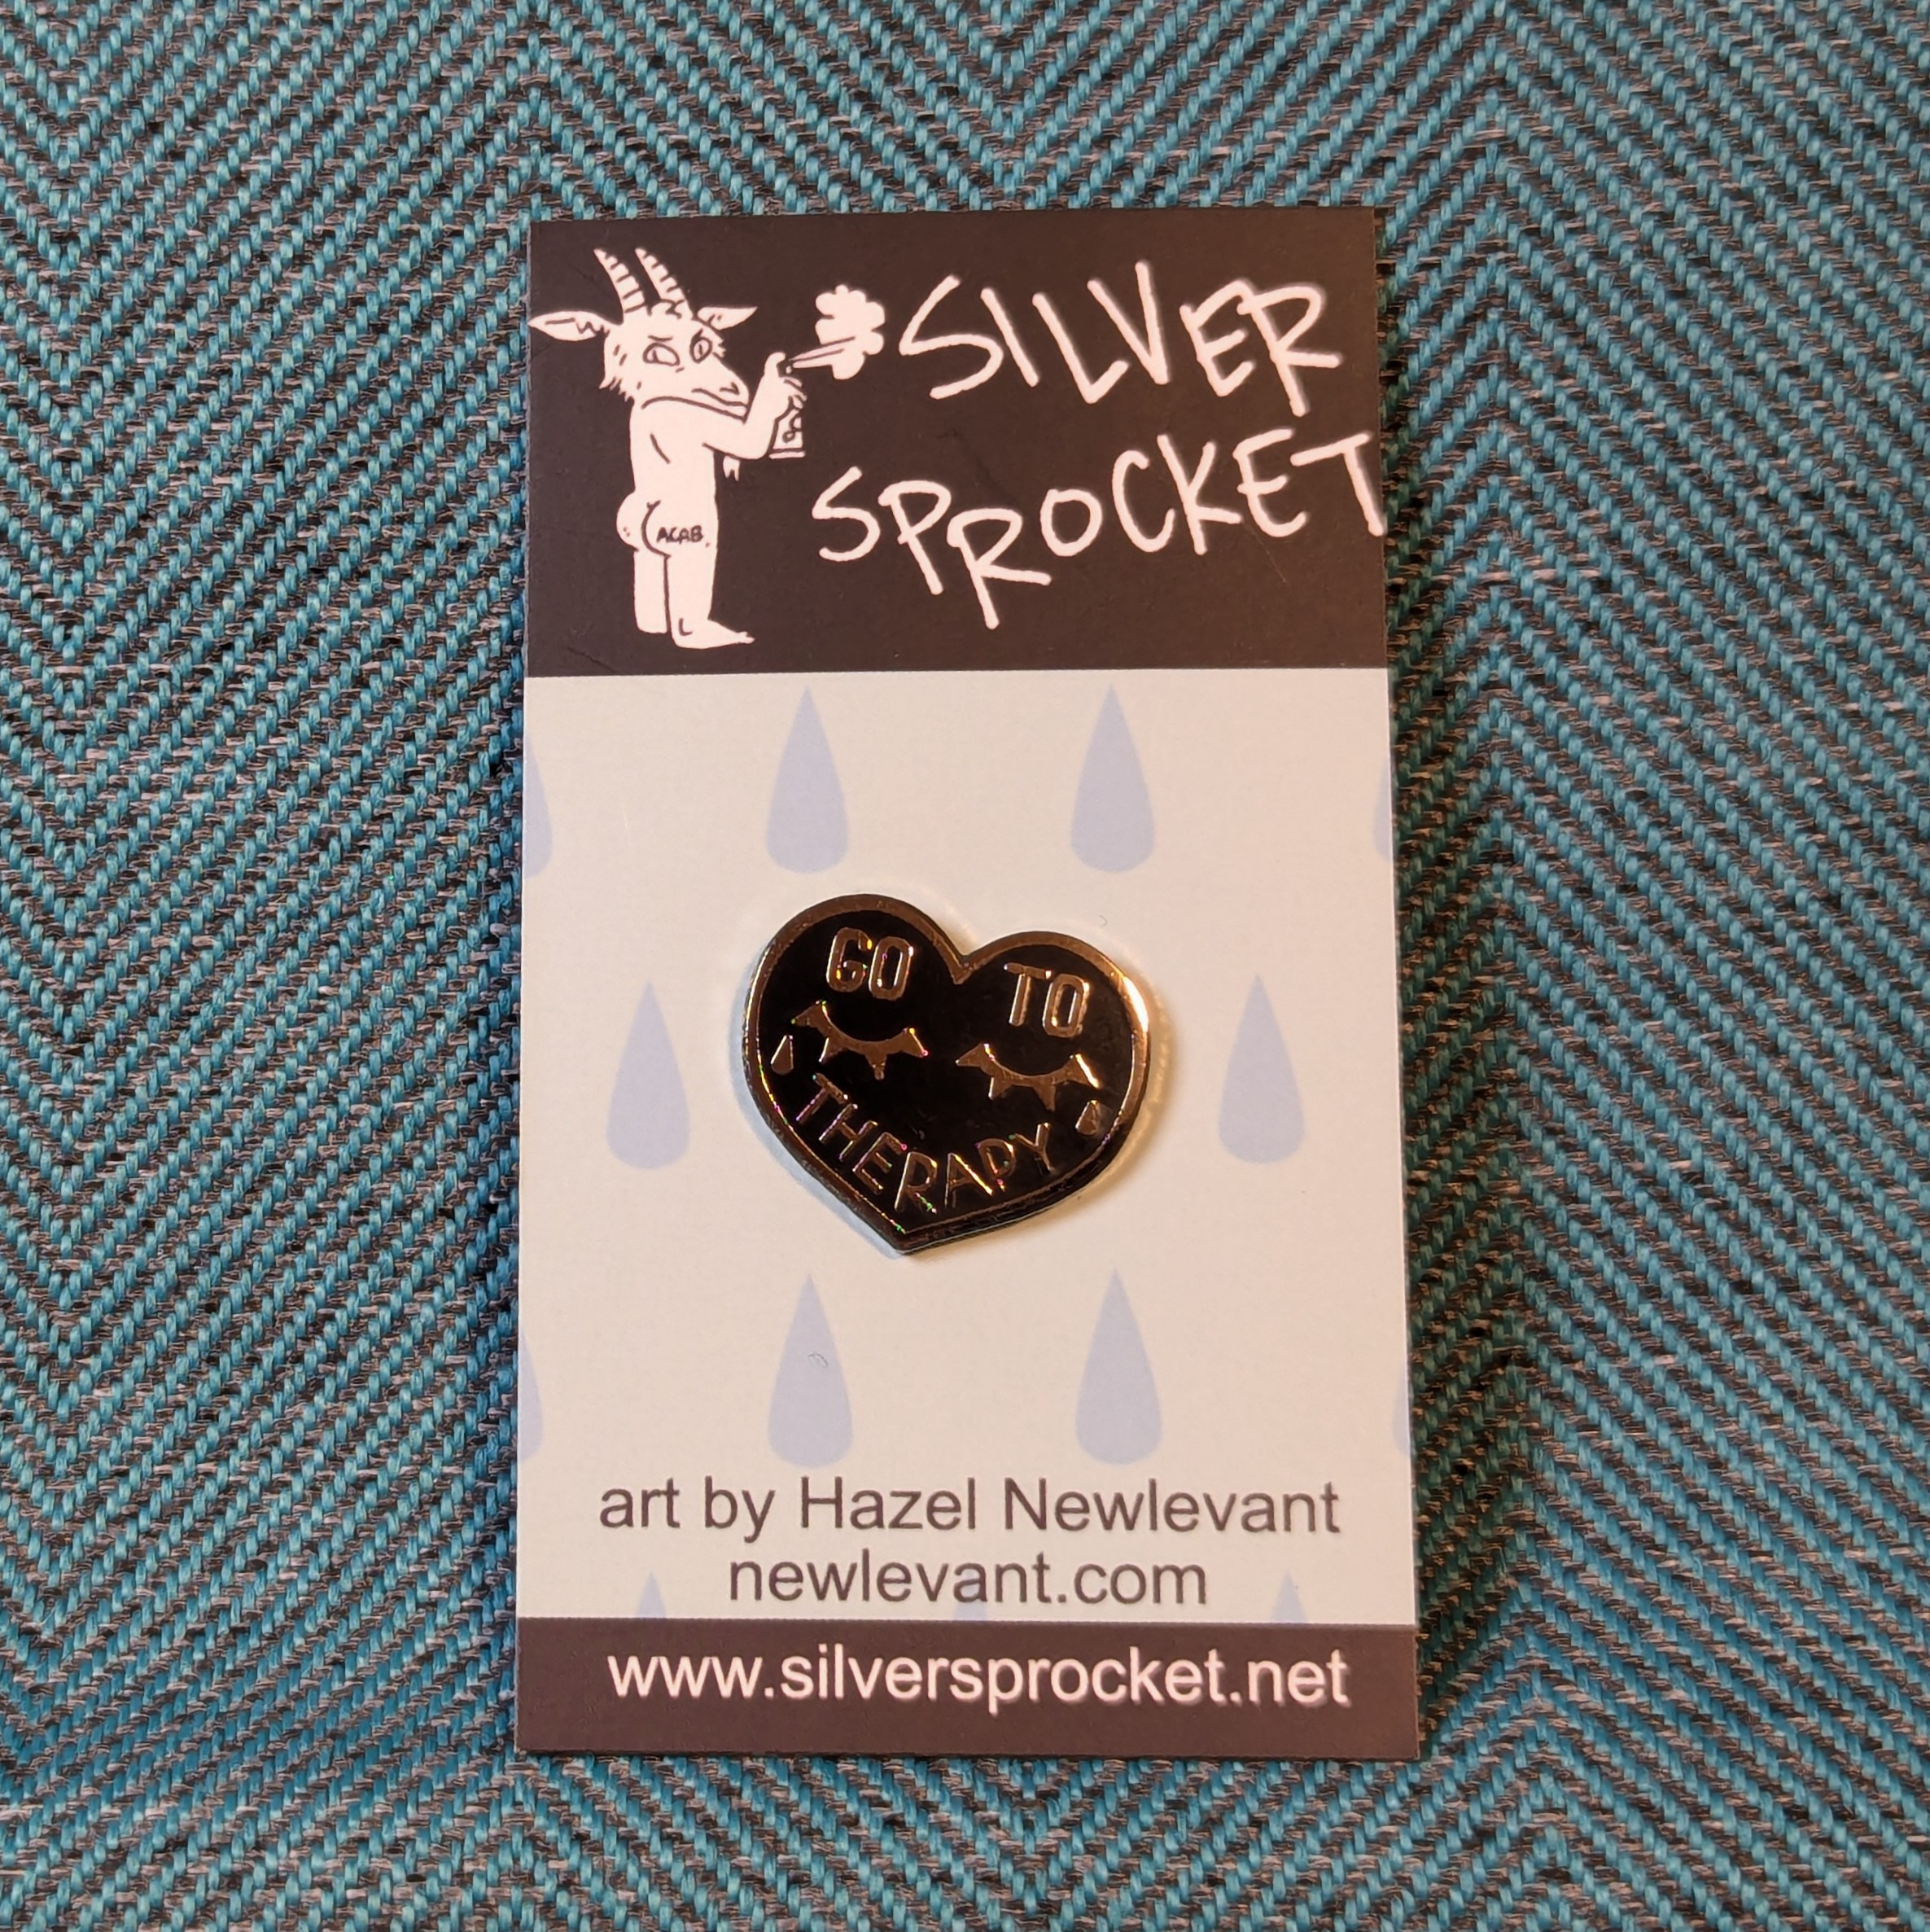 SILVER
SPROCKET
ACAB
GO TO
THERAPY
art by Hazel Newlevant
newlevant.com
www.silversprocket.net